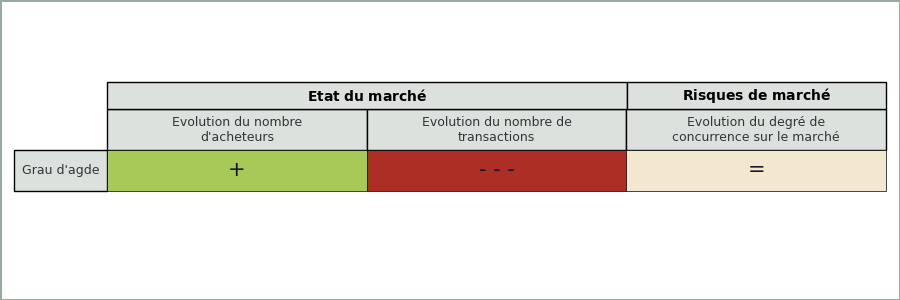 Etat du marché
Risques de marché
Evolution du nombre
d'acheteurs
Evolution du nombre de
transactions
Evolution du degré de
concurrence sur le marché
Grau d'agde
+
- - -
=